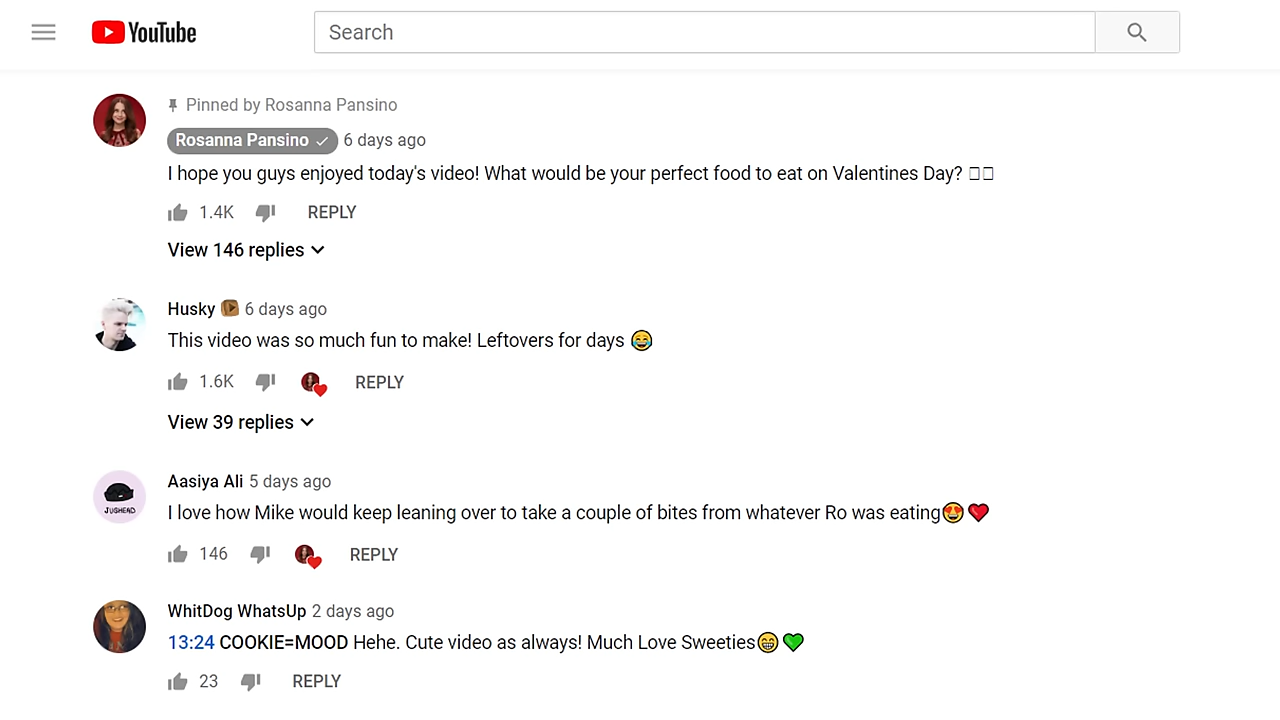 YouTube
Search
Pinned by Rosanna Pansino
Rosanna Pansino 6 days ago
I hope you guys enjoyed today's video! What would be your perfect food to eat on Valentines Day? □□
1.4K REPLY
View 146 replies
Husky 6 days ago
This video was so much fun to make! Leftovers for days 😂
1.6K REPLY
View 39 replies
Aasiya Ali 5 days ago
I love how Mike would keep leaning over to take a couple of bites from whatever Ro was eating😍❤
146 REPLY
JUGHEAD
WhitDog WhatsUp 2 days ago
13:24 COOKIE=MOOD Hehe. Cute video as always! Much Love Sweeties😁💚
23 REPLY